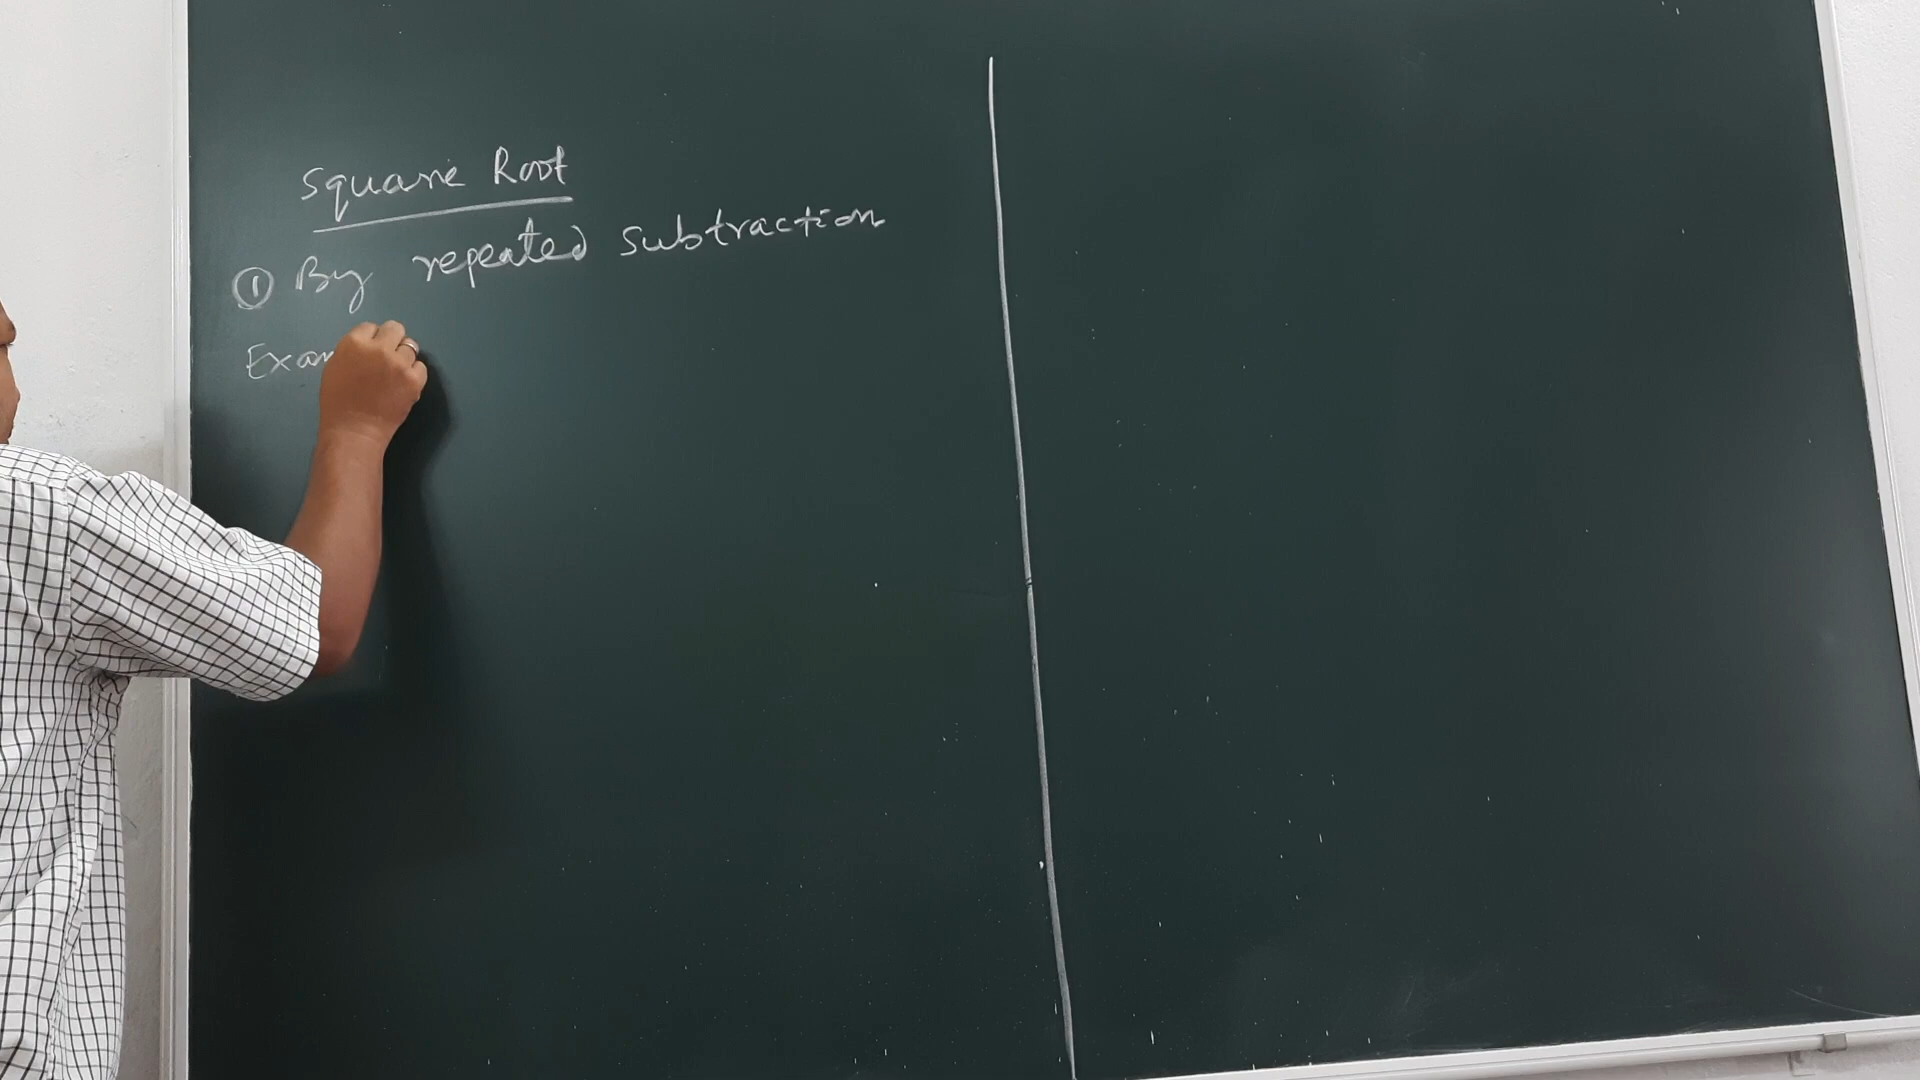 Square Root
① By repeated Subtraction
Exam